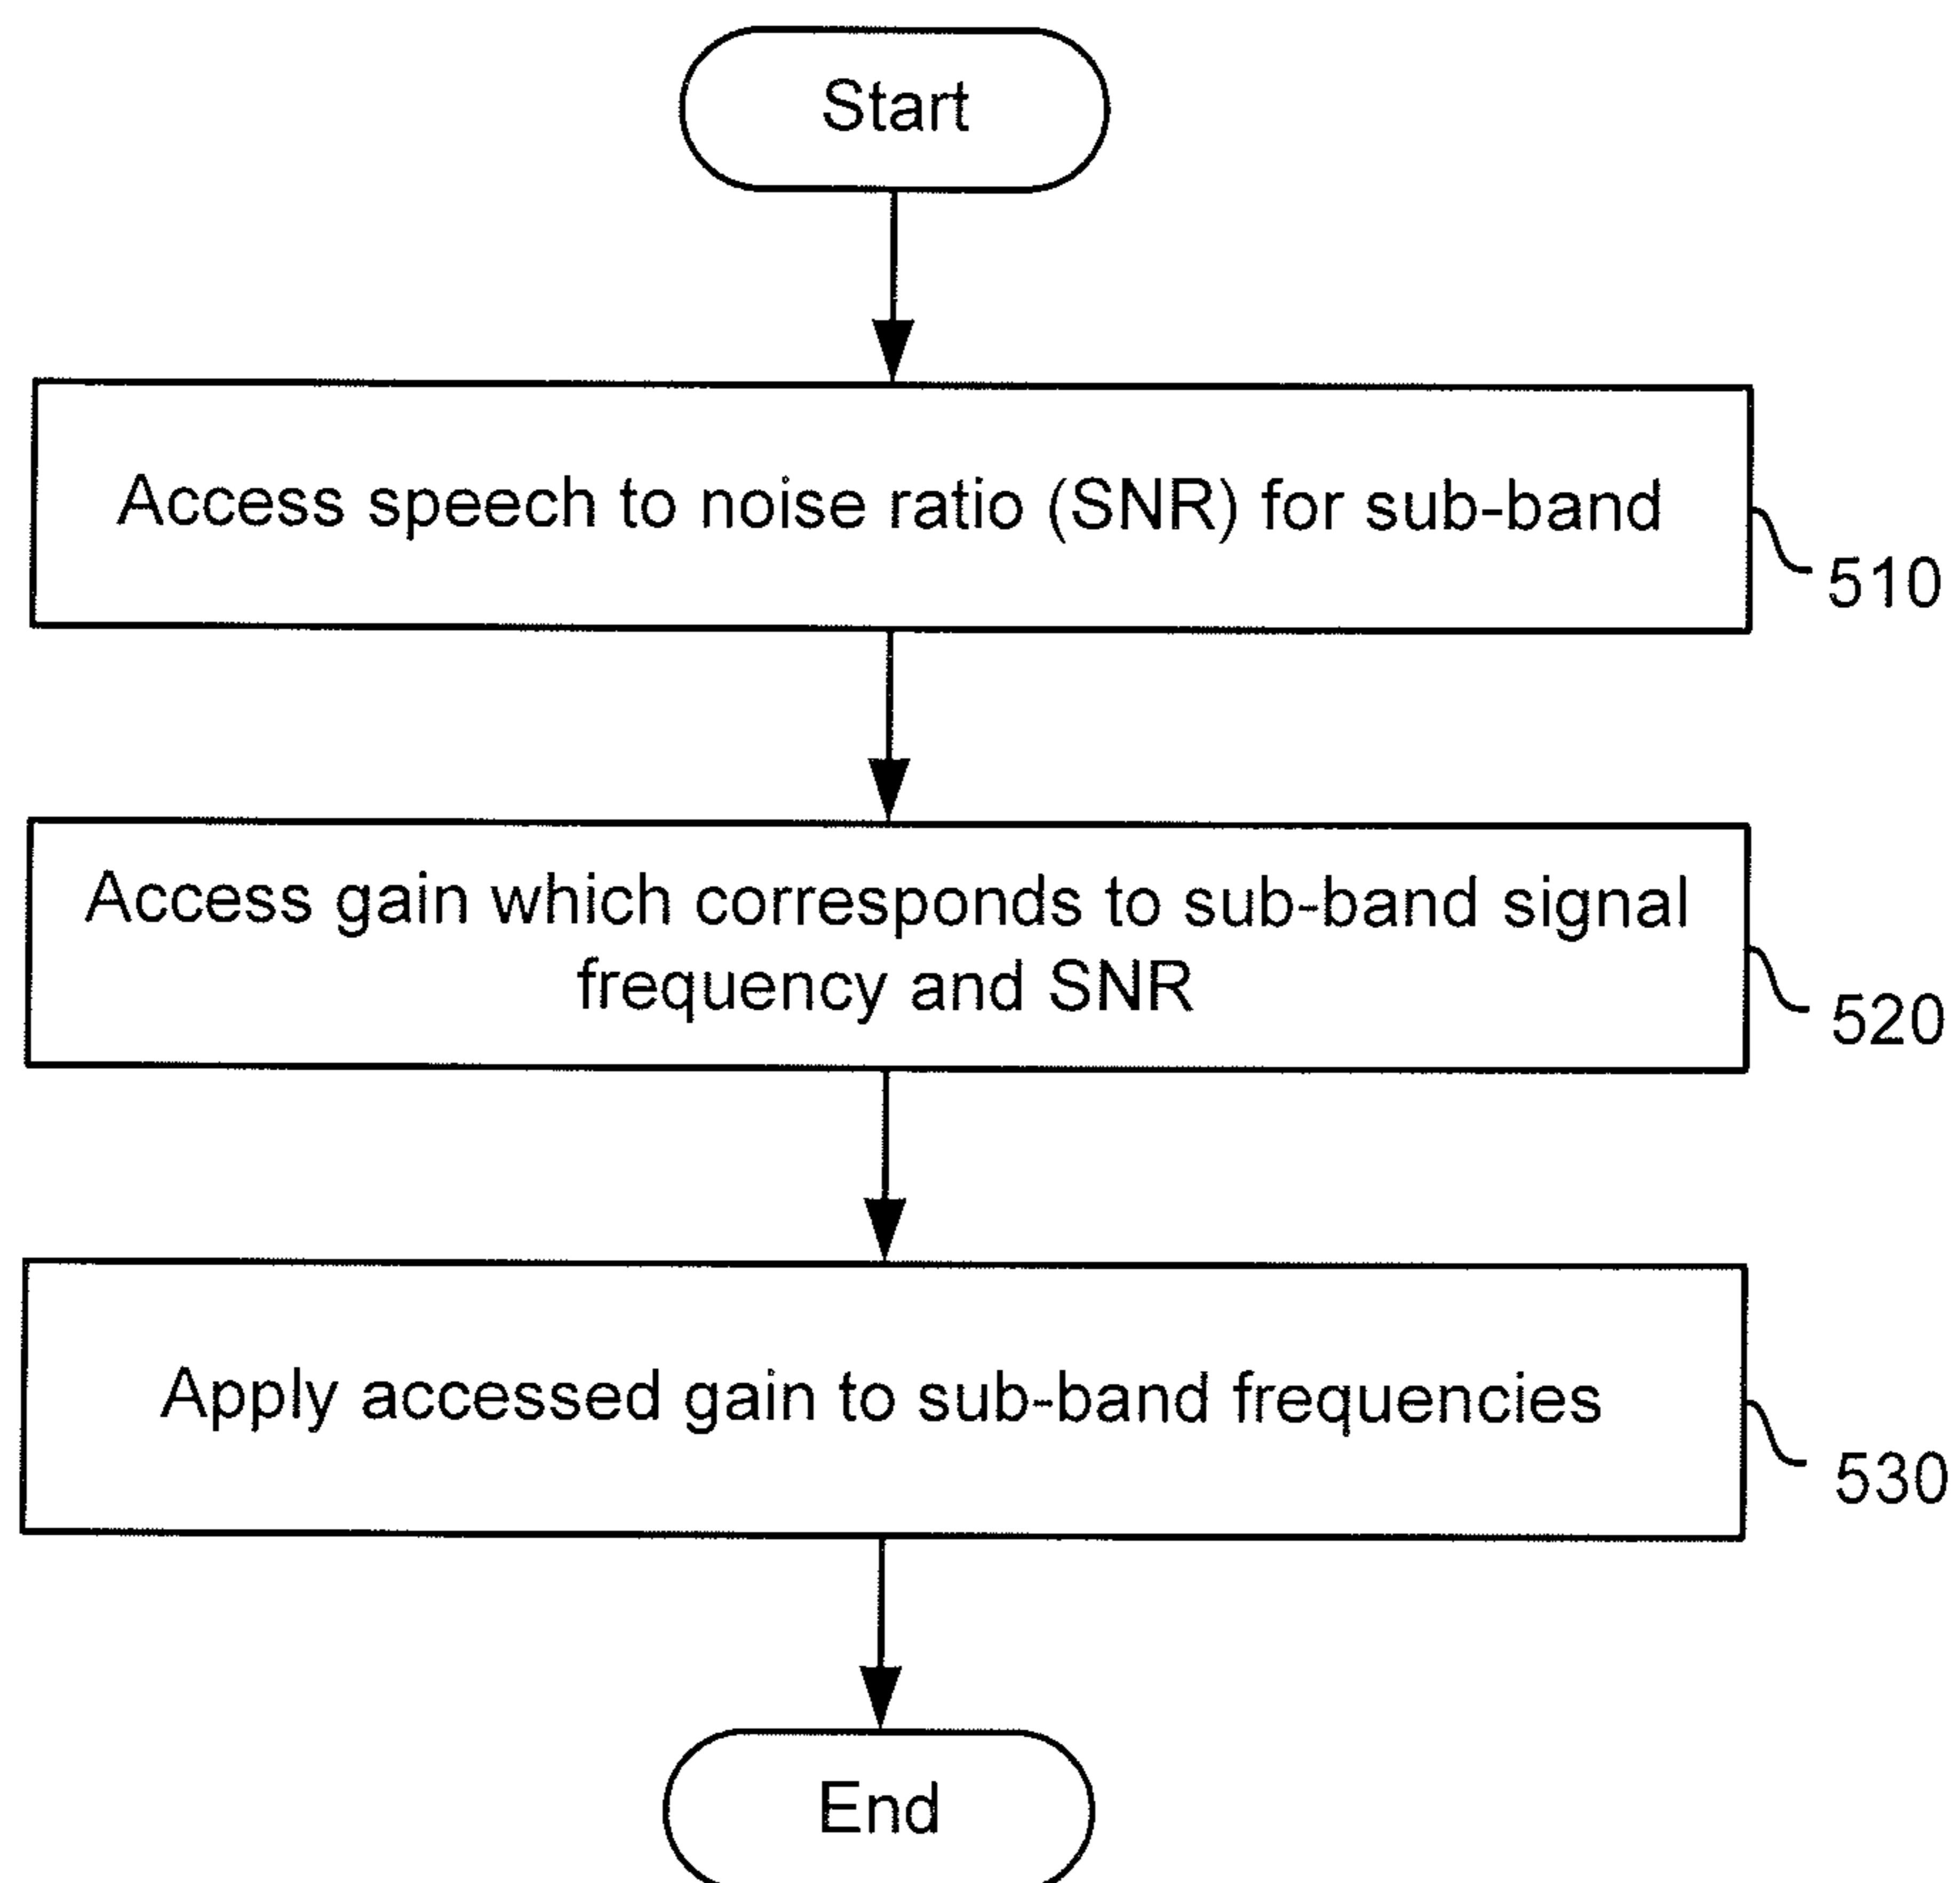 Start
Access speech to noise ratio (SNR) for sub-band
510
Access gain which corresponds to sub-band signal
frequency and SNR
520
Apply accessed gain to sub-band frequencies
530
End